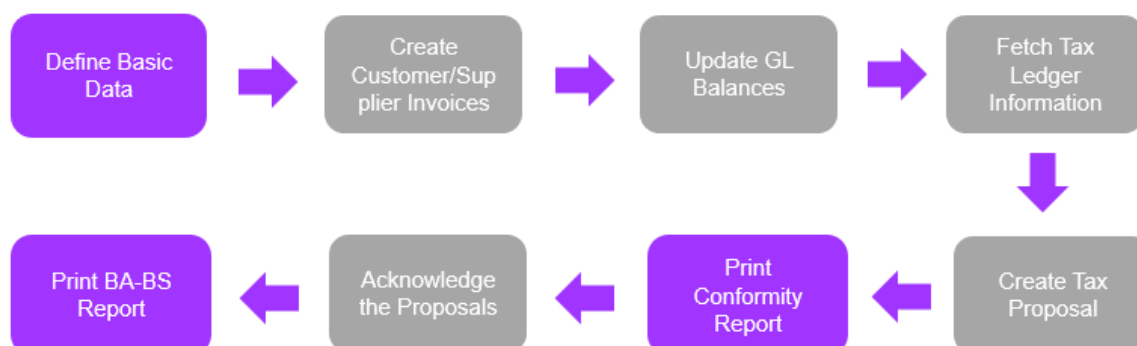 Define Basic
Data
Create
Customer/Sup
plier Invoices
Update GL
Balances
Fetch Tax
Ledger
Information
Create Tax
Proposal
Print
Conformity
Report
Acknowledge
the Proposals
Print BA-BS
Report